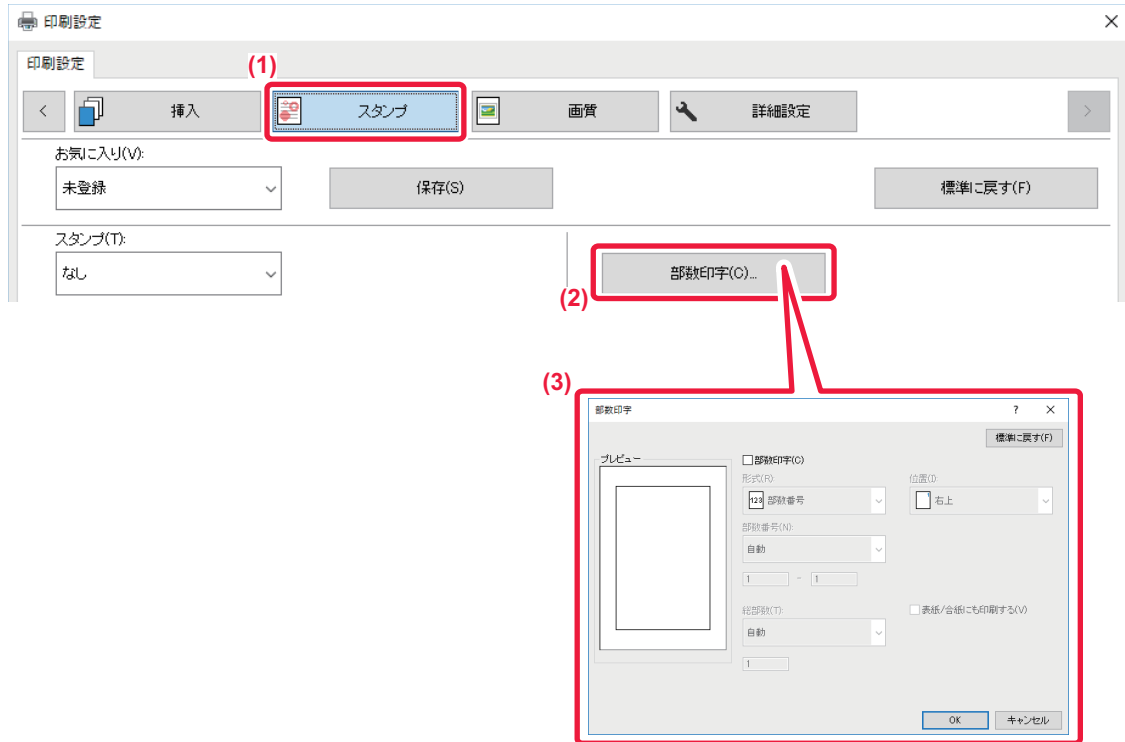 印刷設定
印刷設定
(1)
挿入
スタンプ
画質
詳細設定
お気に入り(V):
未登録
保存(S)
標準に戻す(F)
スタンプ(T):
なし
部数印字(C)...
(2)
(3)
部数印字
標準に戻す(F)
プレビュー
部数印字(C)
形式(R):
位置(I):
123 部数番号
右上
部数番号(N):
自動
1 - 1
総部数(T):
表紙/合紙にも印刷する(V)
自動
1
OK キャンセル